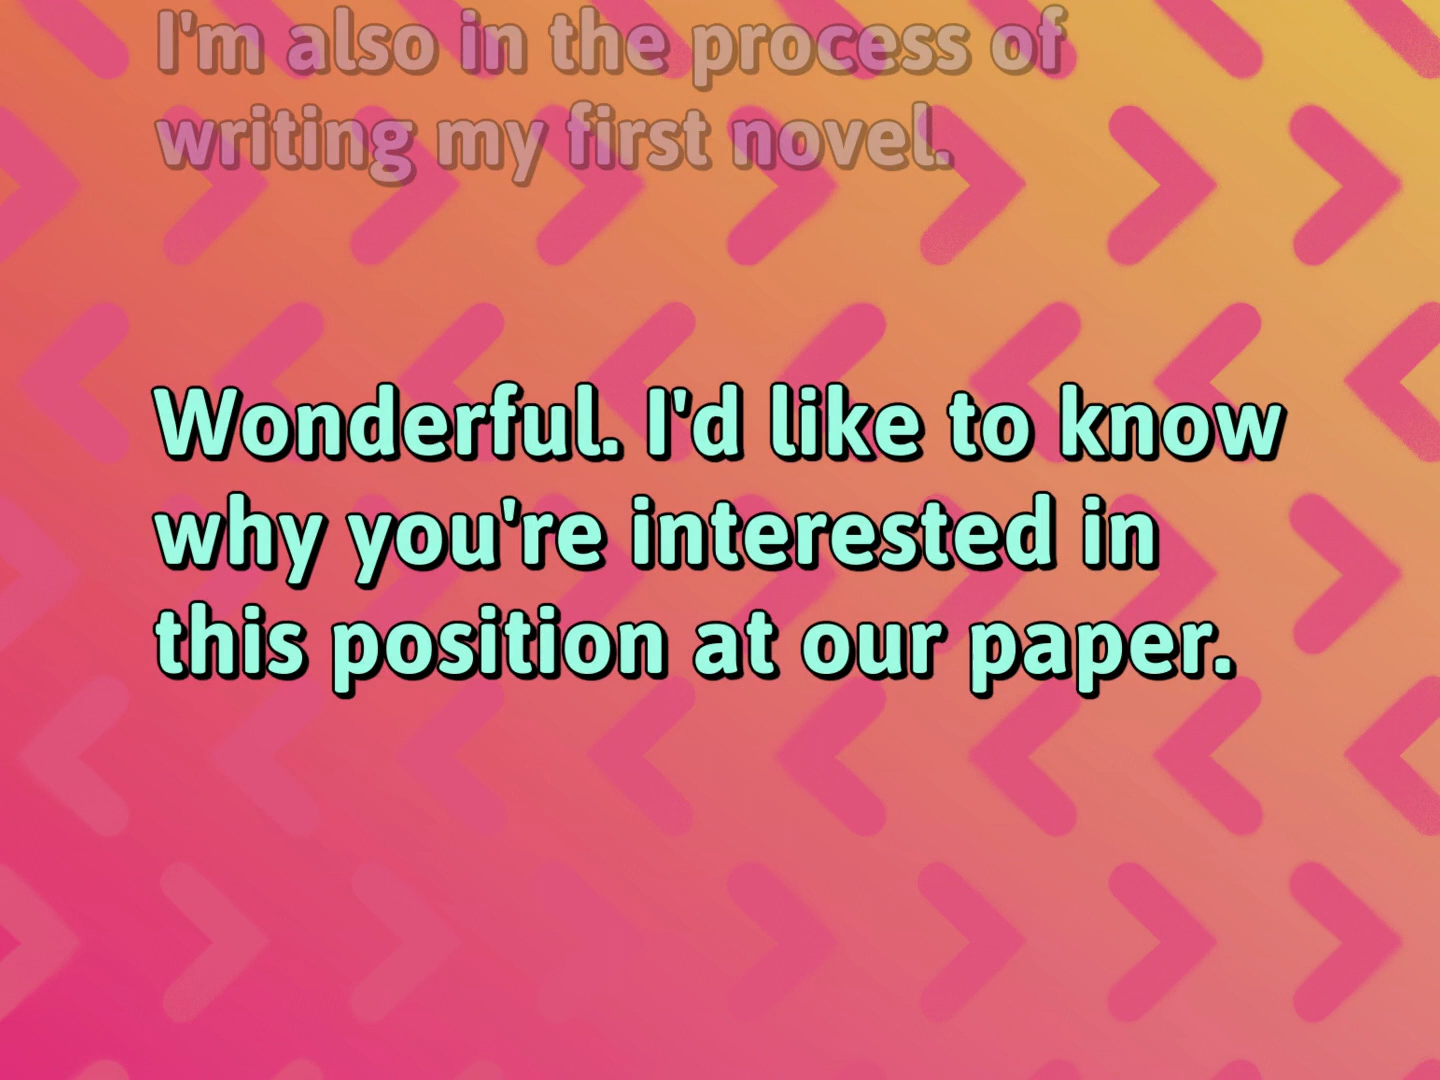 I'm also in the process of
writing my first novel.
Wonderful. I'd like to know
why you're interested in
this position at our paper.